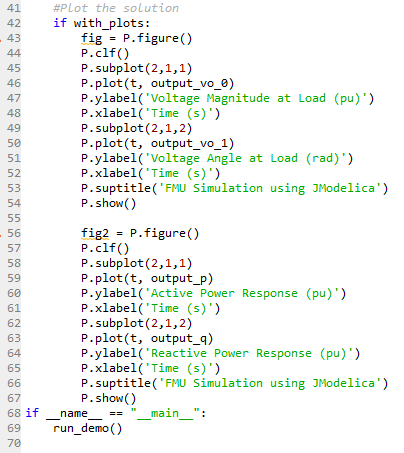 41 #Plot the solution
42 if with_plots:
43 fig = P.figure()
44 P.clf()
45 P.subplot(2,1,1)
46 P.plot(t, output_vo_0)
47 P.ylabel('Voltage Magnitude at Load (pu)')
48 P.xlabel('Time (s)')
49 P.subplot(2,1,2)
50 P.plot(t, output_vo_1)
51 P.ylabel('Voltage Angle at Load (rad)')
52 P.xlabel('Time (s)')
53 P.suptitle('FMU Simulation using JModelica')
54 P.show()
55
56 fig2 = P.figure()
57 P.clf()
58 P.subplot(2,1,1)
59 P.plot(t, output_p)
60 P.ylabel('Active Power Response (pu)')
61 P.xlabel('Time (s)')
62 P.subplot(2,1,2)
63 P.plot(t, output_q)
64 P.ylabel('Reactive Power Response (pu)')
65 P.xlabel('Time (s)')
66 P.suptitle('FMU Simulation using JModelica')
67 P.show()
68 if __name__ == "__main__":
69 run_demo()
70